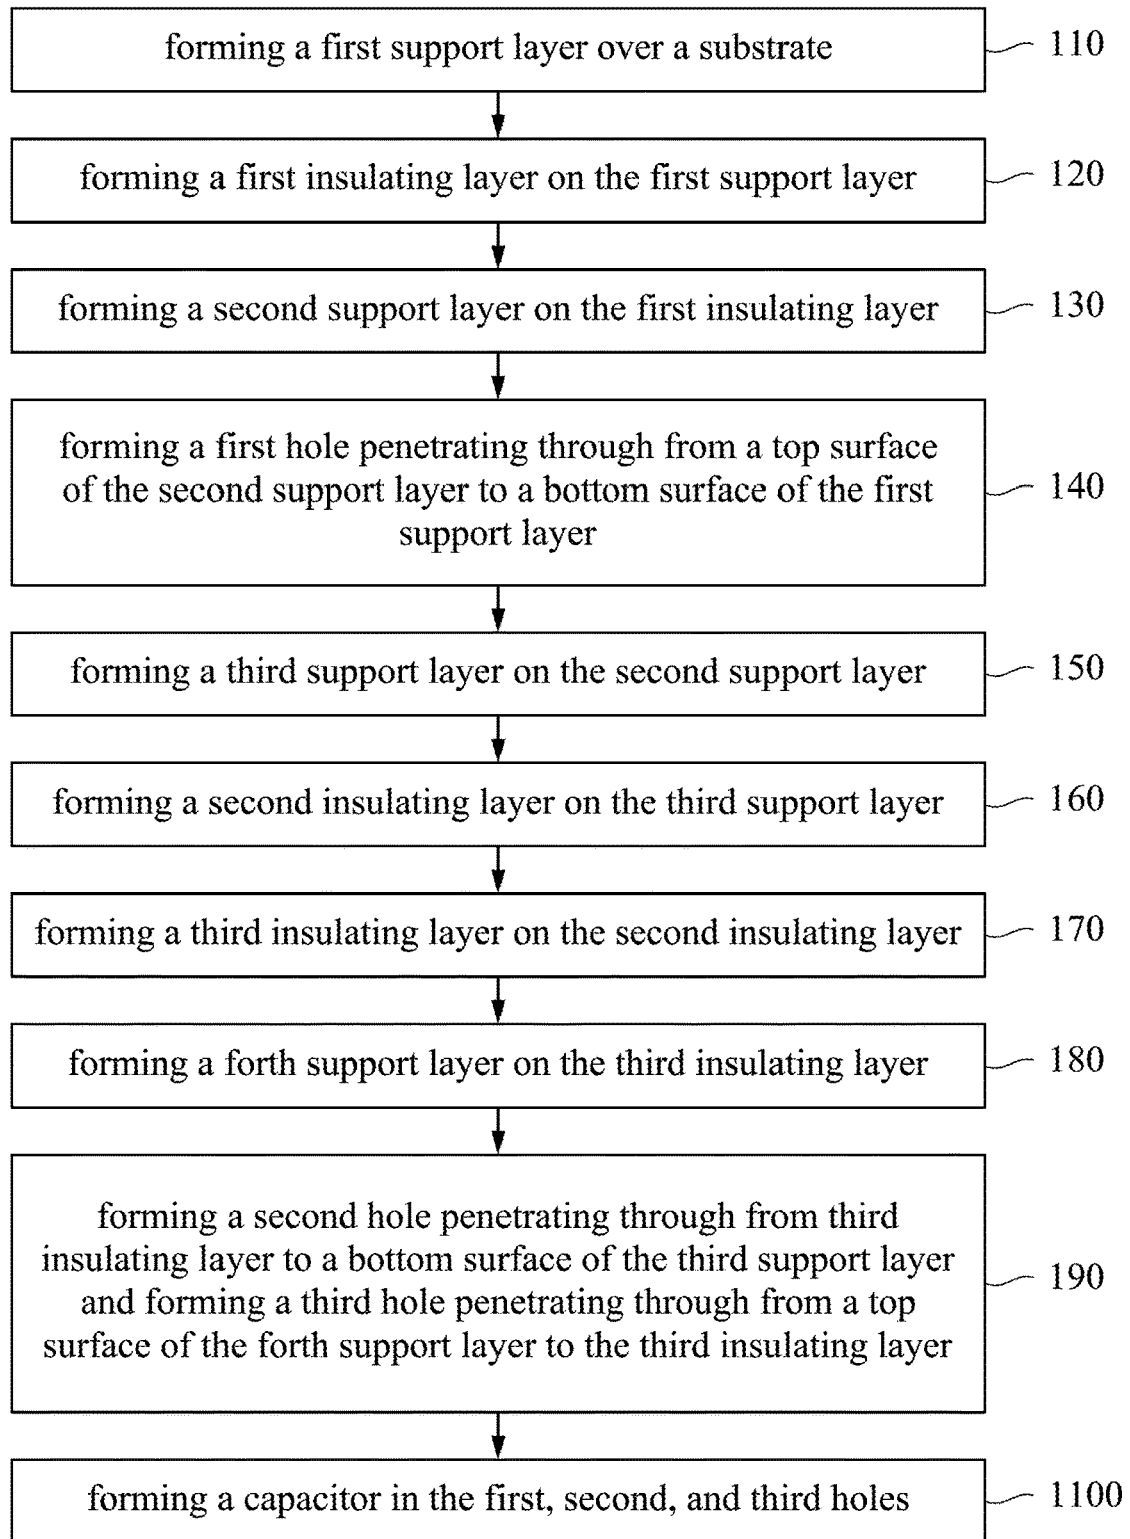 forming a first support layer over a substrate
110
forming a first insulating layer on the first support layer
120
forming a second support layer on the first insulating layer
130
forming a first hole penetrating through from a top surface
of the second support layer to a bottom surface of the first
support layer
140
forming a third support layer on the second support layer
150
forming a second insulating layer on the third support layer
160
forming a third insulating layer on the second insulating layer
170
forming a forth support layer on the third insulating layer
180
forming a second hole penetrating through from third
insulating layer to a bottom surface of the third support layer
and forming a third hole penetrating through from a top
surface of the forth support layer to the third insulating layer
190
forming a capacitor in the first, second, and third holes
1100